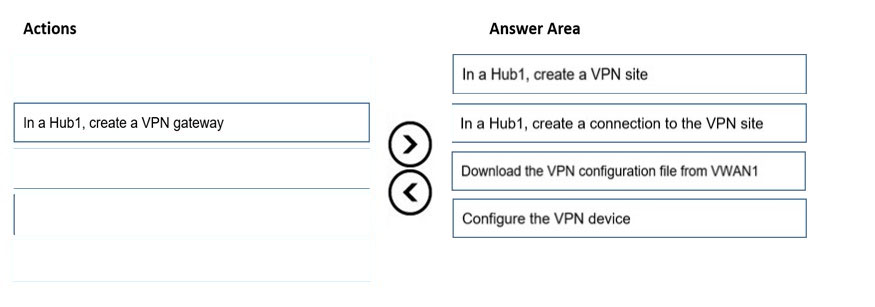 Actions
Answer Area
In a Hub1, create a VPN site
In a Hub1, create a VPN gateway
In a Hub1, create a connection to the VPN site
Download the VPN configuration file from VWAN1
Configure the VPN device